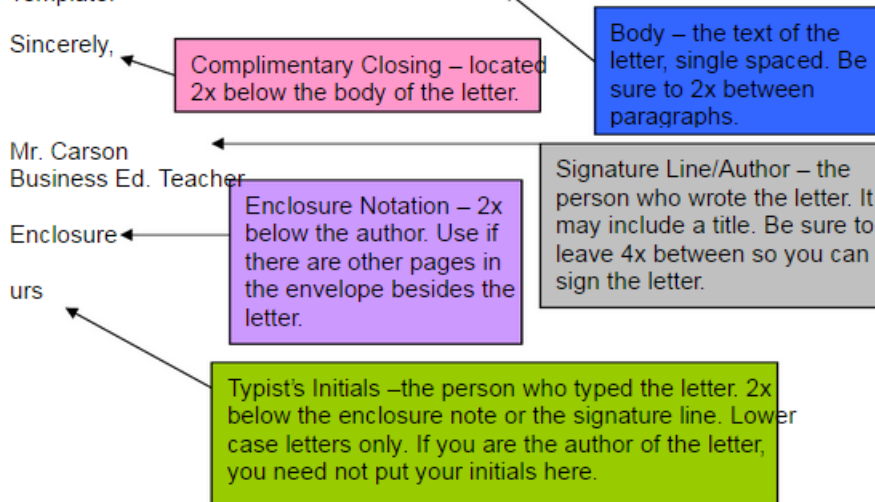 Sincerely,
Complimentary Closing – located
2x below the body of the letter.
Body – the text of the
letter, single spaced. Be
sure to 2x between
paragraphs.
Mr. Carson
Business Ed. Teacher
Signature Line/Author – the
person who wrote the letter. It
may include a title. Be sure to
leave 4x between so you can
sign the letter.
Enclosure Notation – 2x
below the author. Use if
there are other pages in
the envelope besides the
letter.
Enclosure
urs
Typist's Initials –the person who typed the letter. 2x
below the enclosure note or the signature line. Lower
case letters only. If you are the author of the letter,
you need not put your initials here.